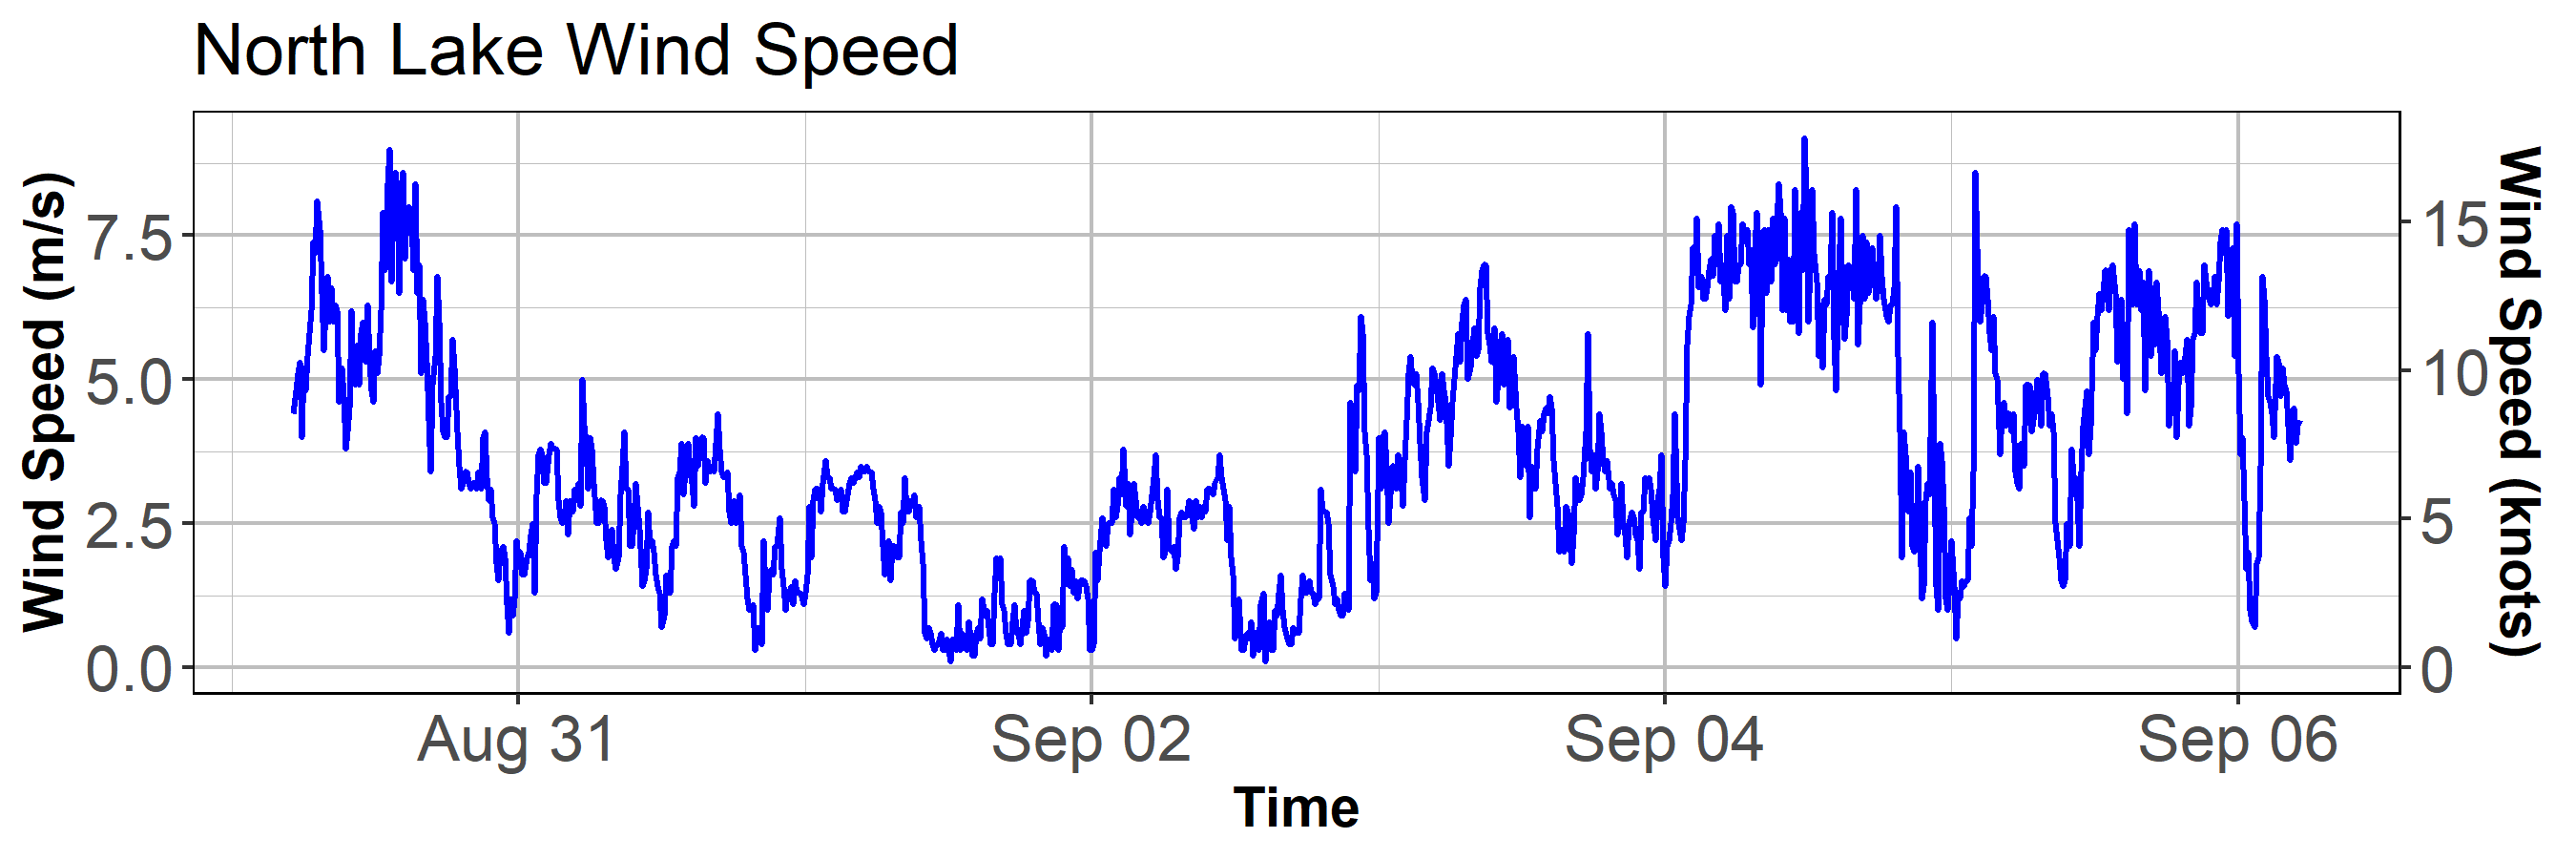 North Lake Wind Speed
Wind Speed (m/s)
7.5
5.0
2.5
0.0
Wind Speed (knots)
15
10
5
0
Aug 31 Sep 02 Sep 04 Sep 06
Time